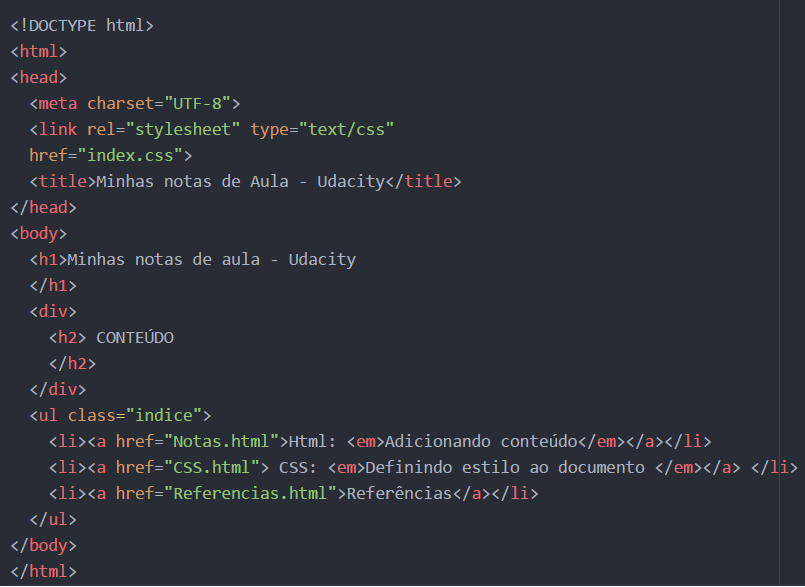 <!DOCTYPE html>
<html>
<head>
  <meta charset="UTF-8">
  <link rel="stylesheet" type="text/css"
  href="index.css">
  <title>Minhas notas de Aula - Udacity</title>
</head>
<body>
  <h1>Minhas notas de aula - Udacity
  </h1>
  <div>
    <h2> CONTEÚDO
    </h2>
  </div>
  <ul class="indice">
    <li><a href="Notas.html">Html: <em>Adicionando conteúdo</em></a></li>
    <li><a href="CSS.html"> CSS: <em>Definindo estilo ao documento </em></a> </li>
    <li><a href="Referencias.html">Referências</a></li>
  </ul>
</body>
</html>